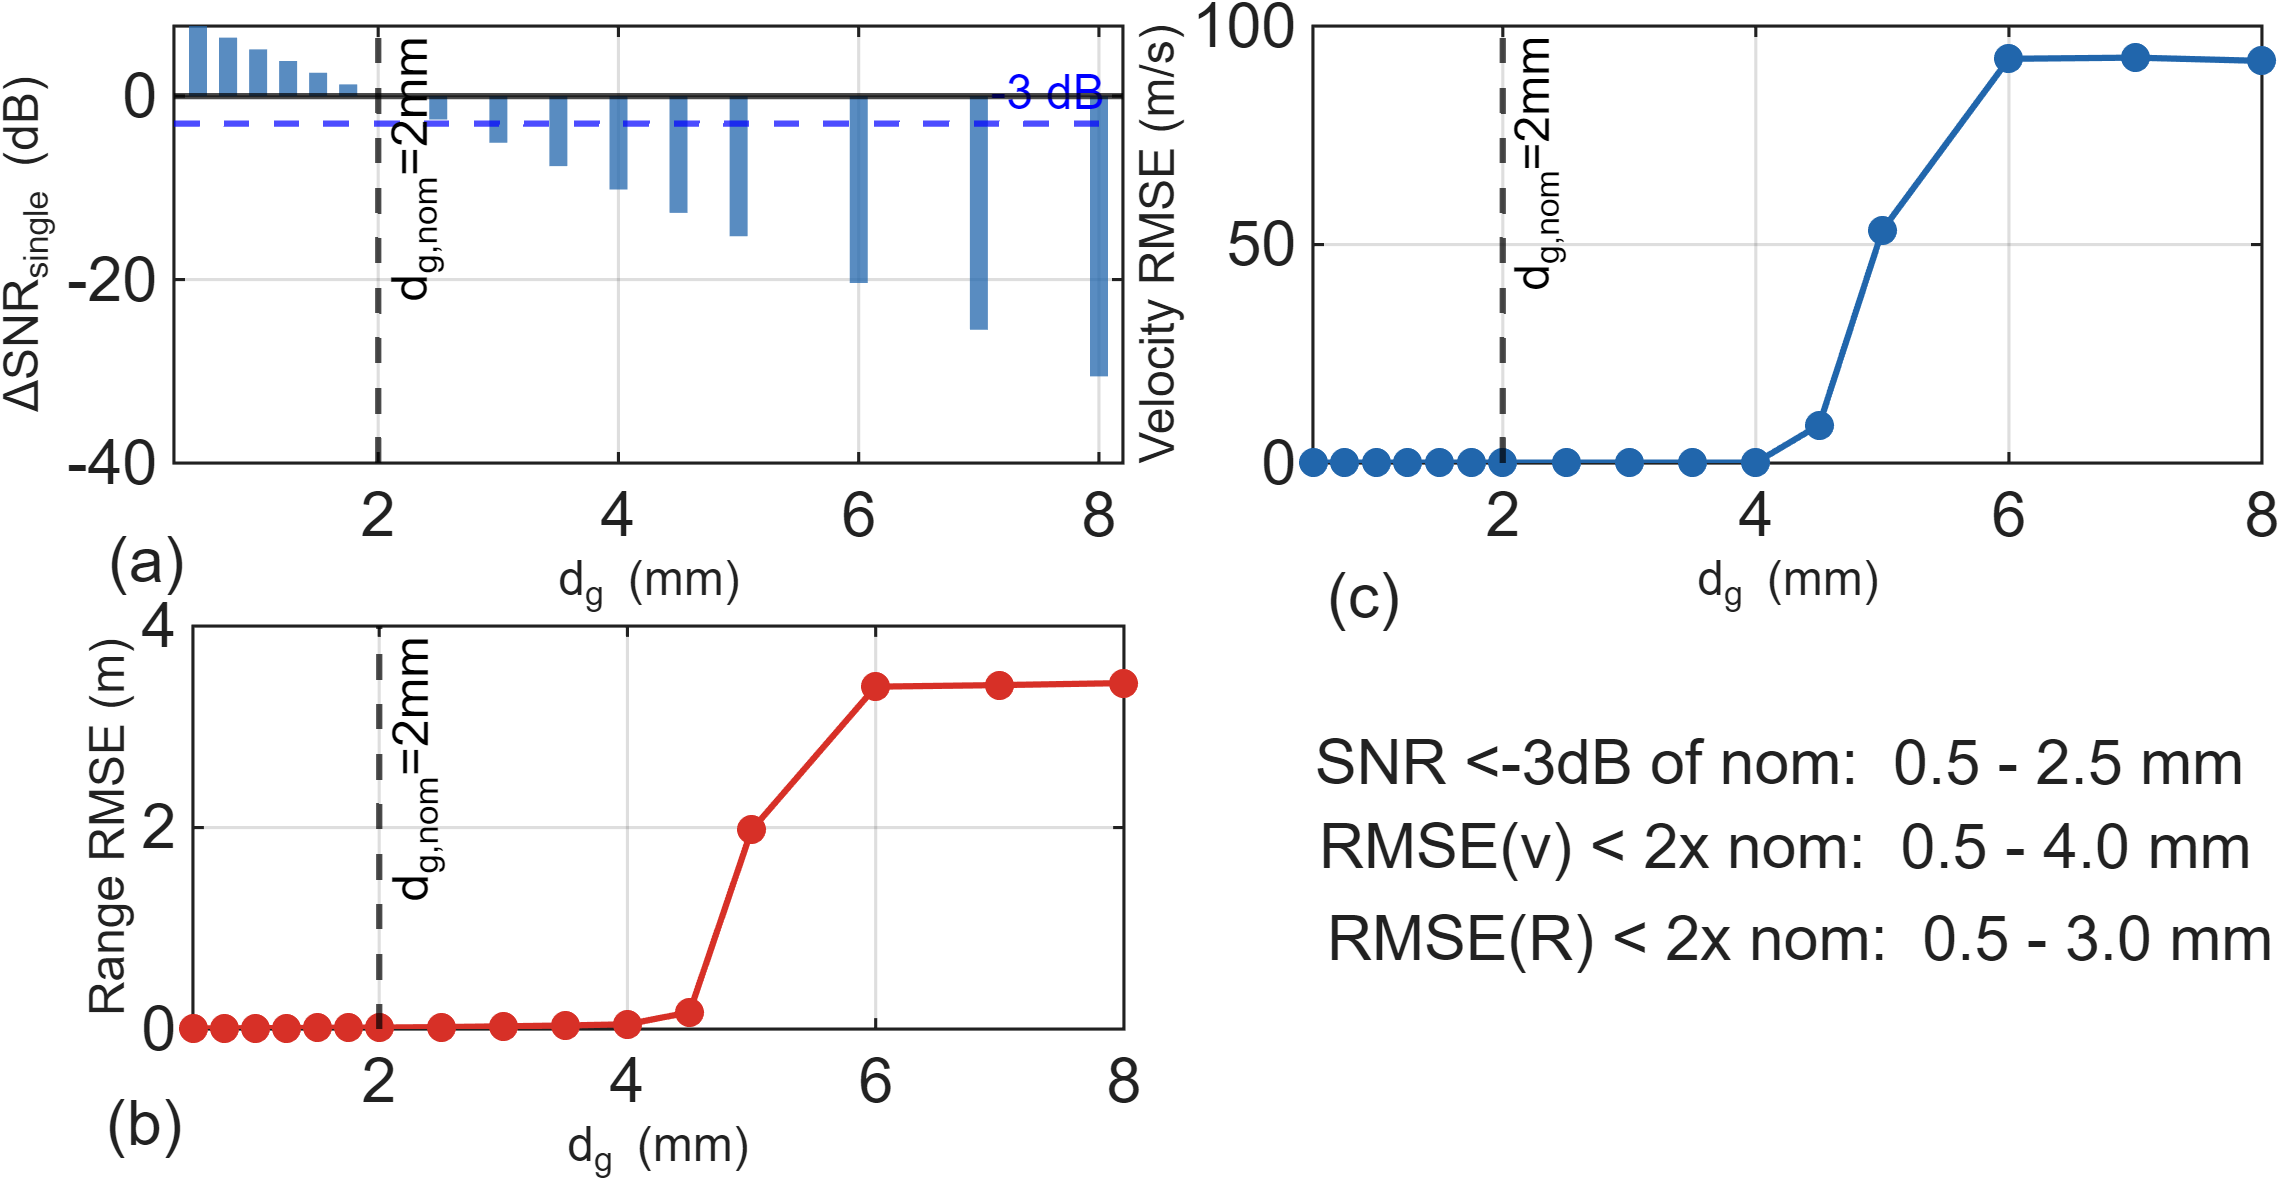 ΔSNR_single (dB)
0
-20
-40
2
4
6
8
d_g (mm)
d_g,nom=2mm
-3 dB
(a)
Range RMSE (m)
4
2
0
2
4
6
8
d_g (mm)
d_g,nom=2mm
(b)
Velocity RMSE (m/s)
100
50
0
2
4
6
8
d_g (mm)
d_g,nom=2mm
(c)
SNR <-3dB of nom: 0.5 - 2.5 mm
RMSE(v) < 2x nom: 0.5 - 4.0 mm
RMSE(R) < 2x nom: 0.5 - 3.0 mm